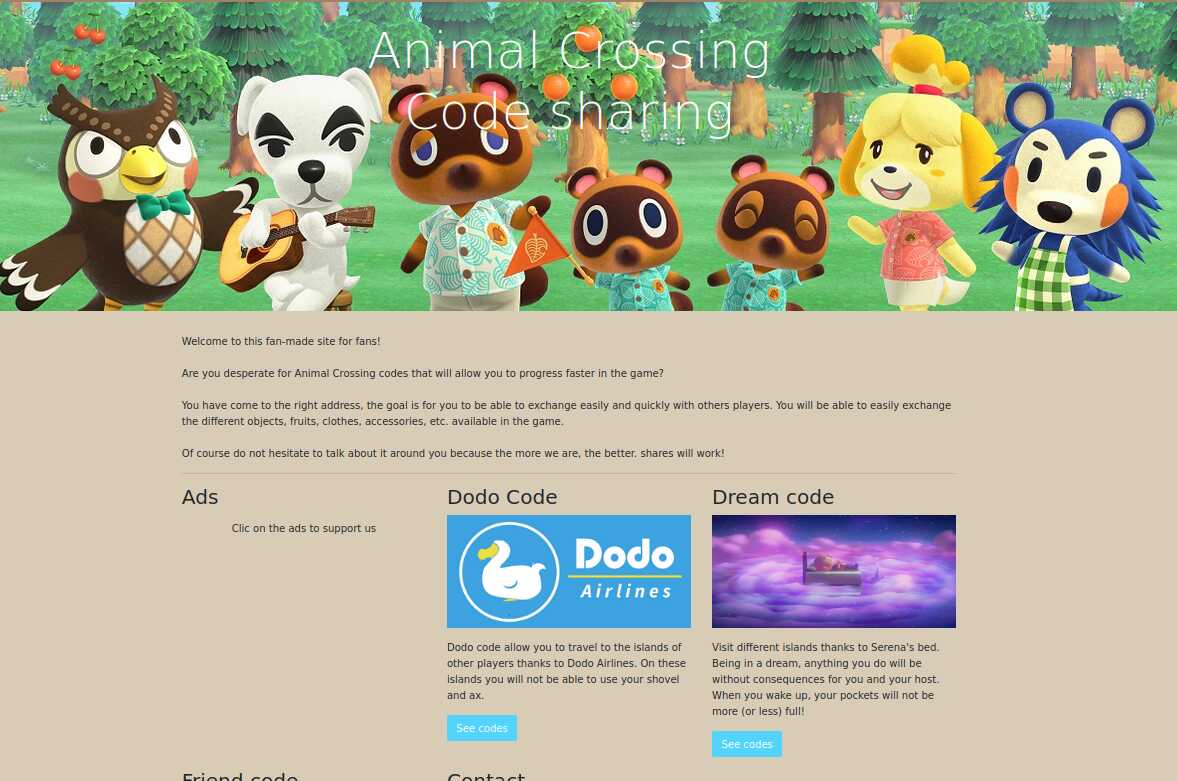 Animal Crossing
Code sharing
Welcome to this fan-made site for fans!
Are you desperate for Animal Crossing codes that will allow you to progress faster in the game?
You have come to the right address, the goal is for you to be able to exchange easily and quickly with others players. You will be able to easily exchange
the different objects, fruits, clothes, accessories, etc. available in the game.
Of course do not hesitate to talk about it around you because the more we are, the better. shares will work!
Ads
Clic on the ads to support us
Dodo Code
Dodo
Airlines
Dodo code allow you to travel to the islands of
other players thanks to Dodo Airlines. On these
islands you will not be able to use your shovel
and ax.
See codes
Dream code
Visit different islands thanks to Serena's bed.
Being in a dream, anything you do will be
without consequences for you and your host.
When you wake up, your pockets will not be
more (or less) full!
See codes
Friend code
Contact